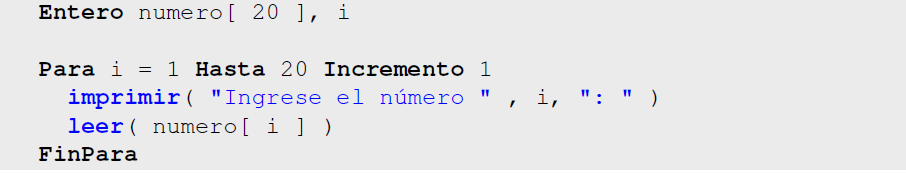 Entero numero[ 20 ], i
Para i = 1 Hasta 20 Incremento 1
imprimir( "Ingrese el número " , i, ": " )
leer( numero[ i ] )
FinPara